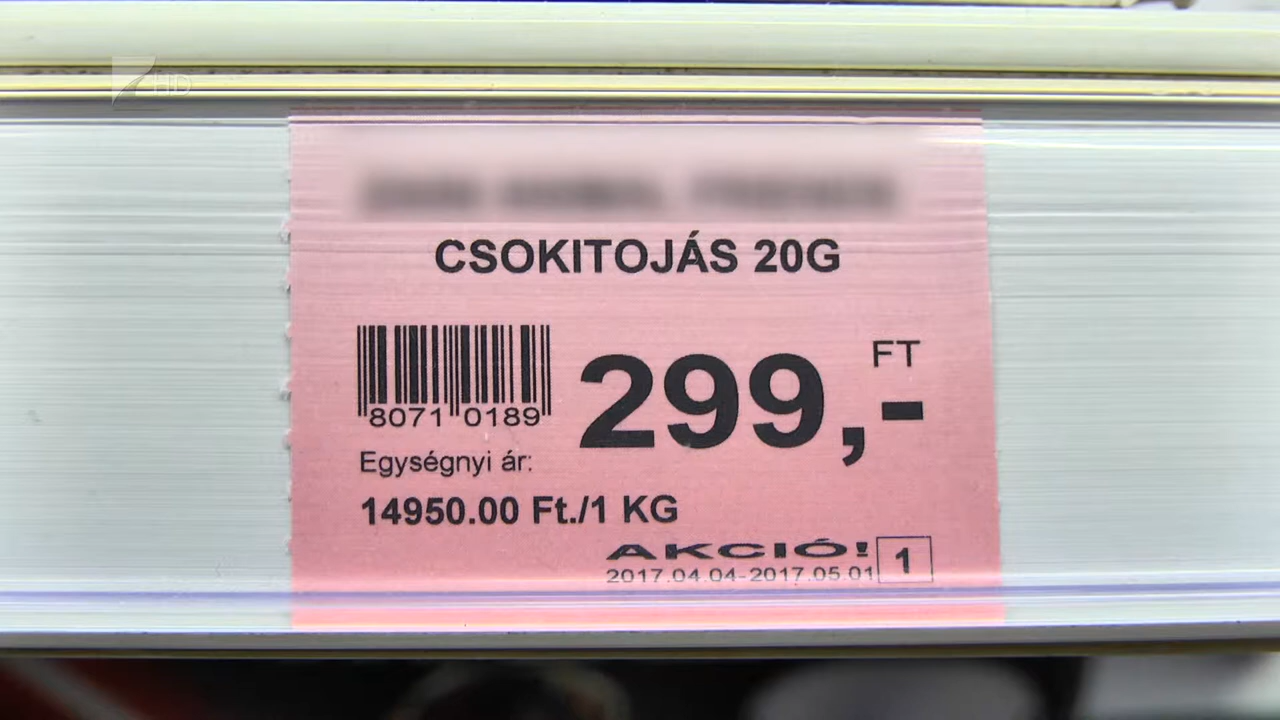 HD
CSOKITOJÁS 20G
FT
299,-
8071 0189
Egységnyi ár:
14950.00 Ft./1 KG
AKCIÓ!
2017.04.04-2017.05.01 1